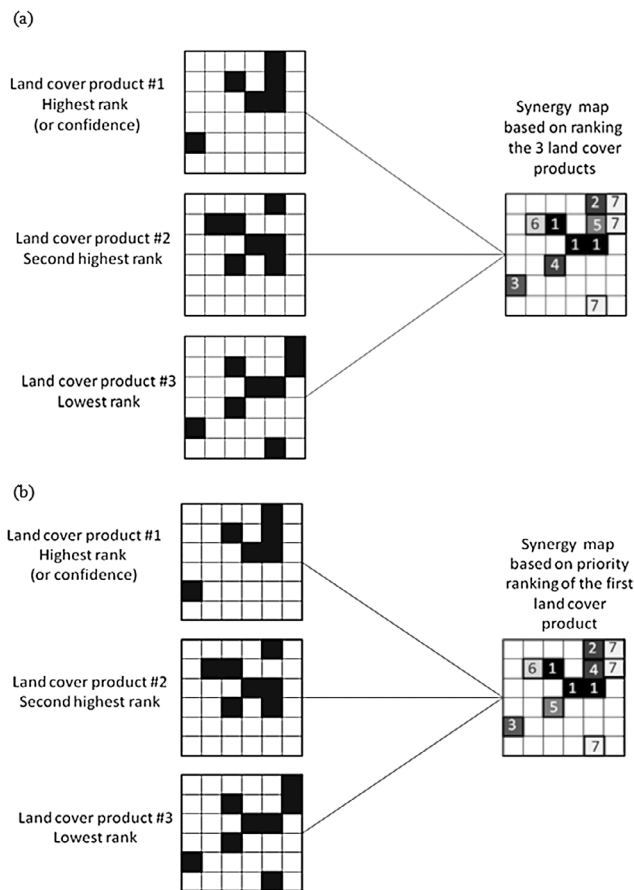 (a)
Land cover product #1
Highest rank
(or confidence)
Land cover product #2
Second highest rank
Land cover product #3
Lowest rank
Synergy map
based on ranking
the 3 land cover
products
2 7
6 1 5 7
1 1
4
3
7
(b)
Land cover product #1
Highest rank
(or confidence)
Land cover product #2
Second highest rank
Land cover product #3
Lowest rank
Synergy map
based on priority
ranking of the first
land cover
product
2 7
6 1 4 7
1 1
5
3
7